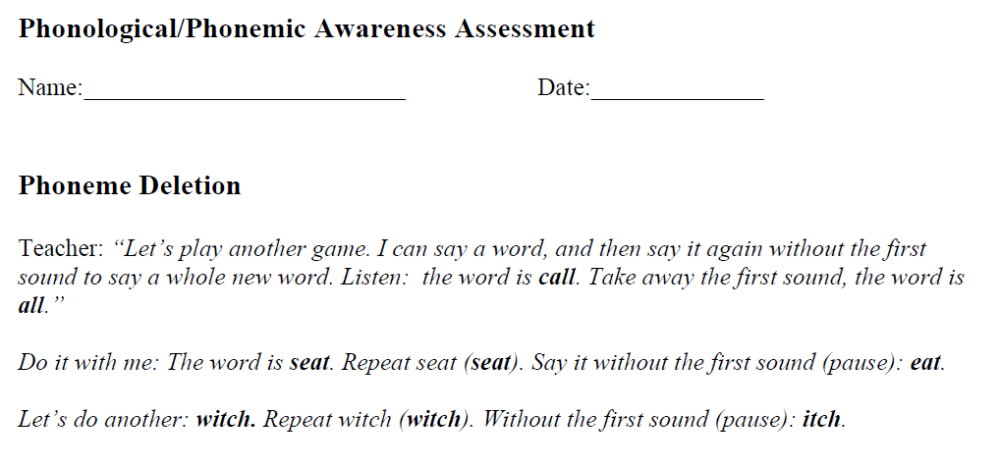 Phonological/Phonemic Awareness Assessment
Name:__________________________ Date:______________
Phoneme Deletion
Teacher: “Let’s play another game. I can say a word, and then say it again without the first
sound to say a whole new word. Listen:  the word is call. Take away the first sound, the word is
all.”
Do it with me: The word is seat. Repeat seat (seat). Say it without the first sound (pause): eat.
Let’s do another: witch. Repeat witch (witch). Without the first sound (pause): itch.